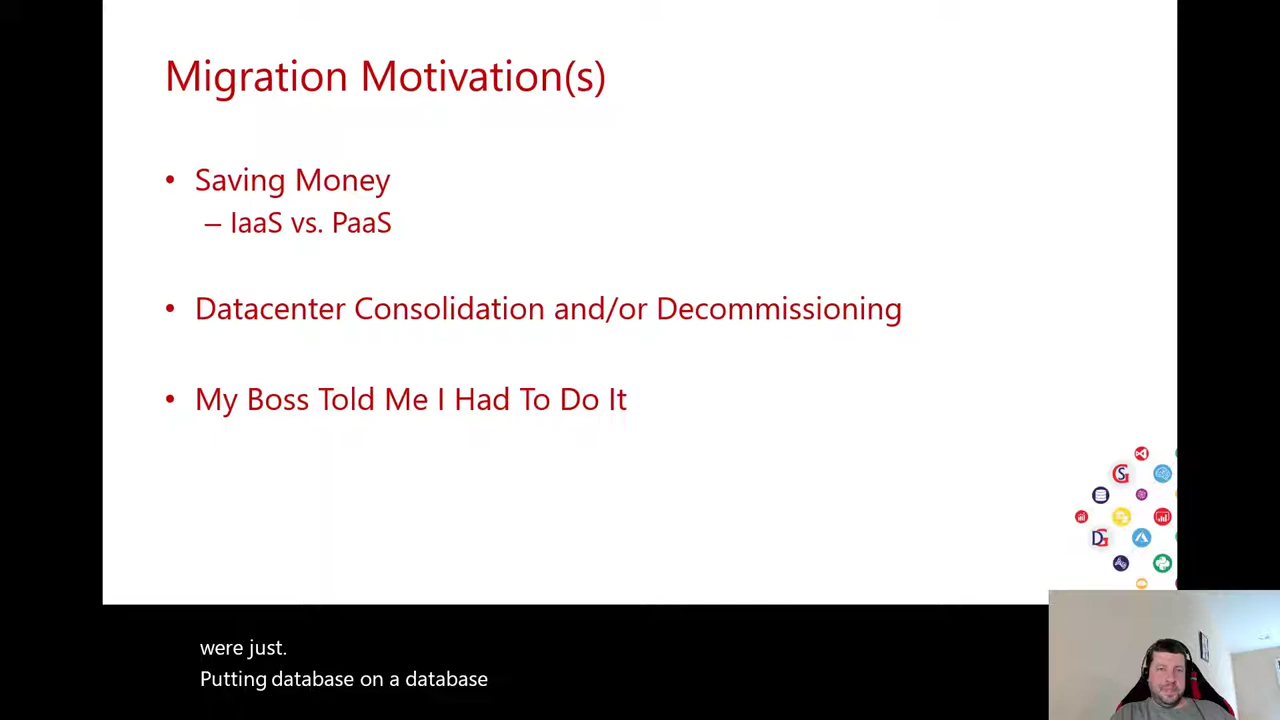 Migration Motivation(s)
• Saving Money
– IaaS vs. PaaS
• Datacenter Consolidation and/or Decommissioning
• My Boss Told Me I Had To Do It
were just.
Putting database on a database